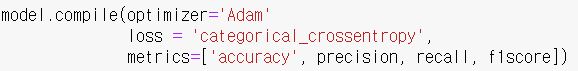 model.compile(optimizer='Adam'
loss = 'categorical_crossentropy',
metrics=['accuracy', precision, recall, f1score])